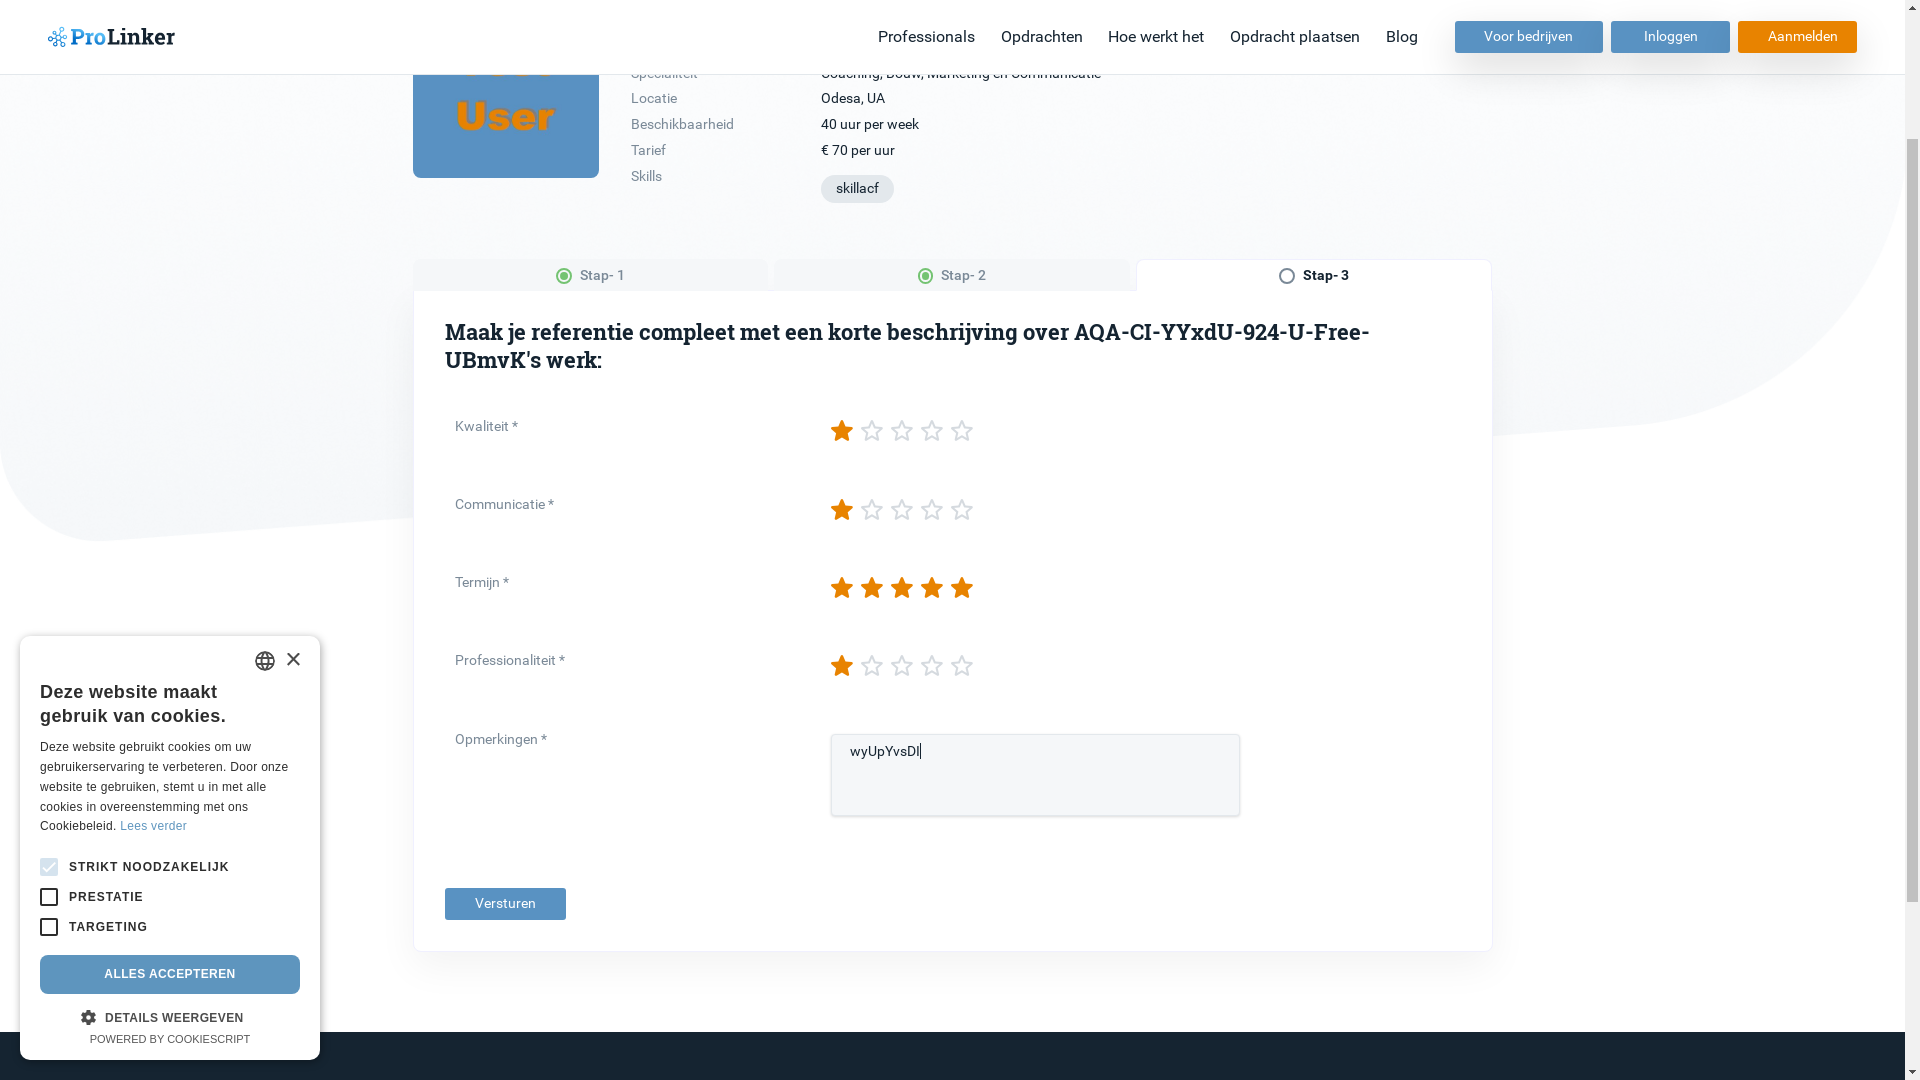 ProLinker
Professionals
Opdrachten
Hoe werkt het
Opdracht plaatsen
Blog
Voor bedrijven
Inloggen
Aanmelden
User
Specialiteit
Coaching, Bouw, Marketing en Communicatie
Locatie
Odesa, UA
Beschikbaarheid
40 uur per week
Tarief
€ 70 per uur
Skills
skillacf
Stap- 1
Stap- 2
Stap- 3
Maak je referentie compleet met een korte beschrijving over AQA-CI-YYxdU-924-U-Free-
UBmvK's werk:
Kwaliteit *
Communicatie *
Termijn *
Professionaliteit *
Opmerkingen *
wyUpYvsDI
Versturen
×
Deze website maakt
gebruik van cookies.
Deze website gebruikt cookies om uw
gebruikerservaring te verbeteren. Door onze
website te gebruiken, stemt u in met alle
cookies in overeenstemming met ons
Cookiebeleid. Lees verder
STRIKT NOODZAKELIJK
PRESTATIE
TARGETING
ALLES ACCEPTEREN
DETAILS WEERGEVEN
POWERED BY COOKIESCRIPT